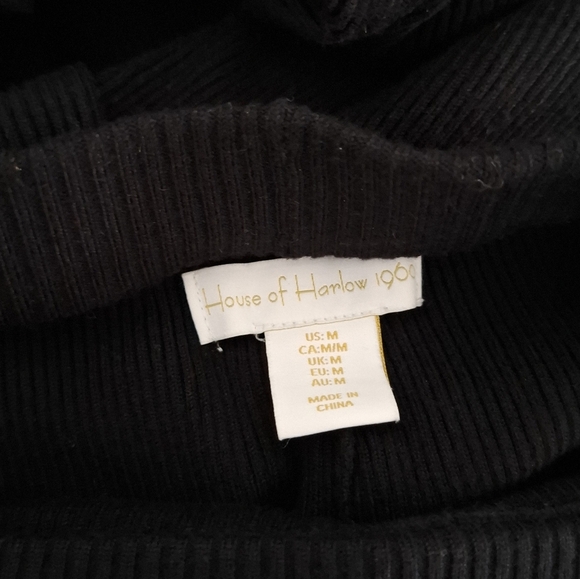 House of Harlow 1960
US: M
CA:M/M
UK: M
EU: M
AU: M
MADE IN
CHINA